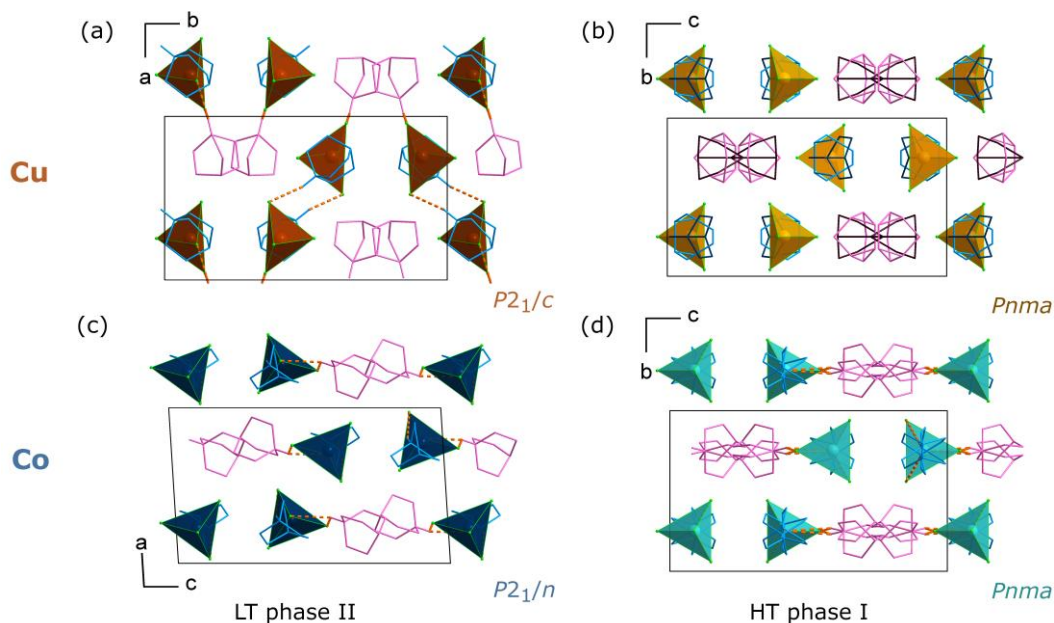 (a)
b
a
(b)
c
b
Cu
P2₁/c
Pnma
(c)
(d)
c
b
Co
a
c
P2₁/n
Pnma
LT phase II
HT phase I